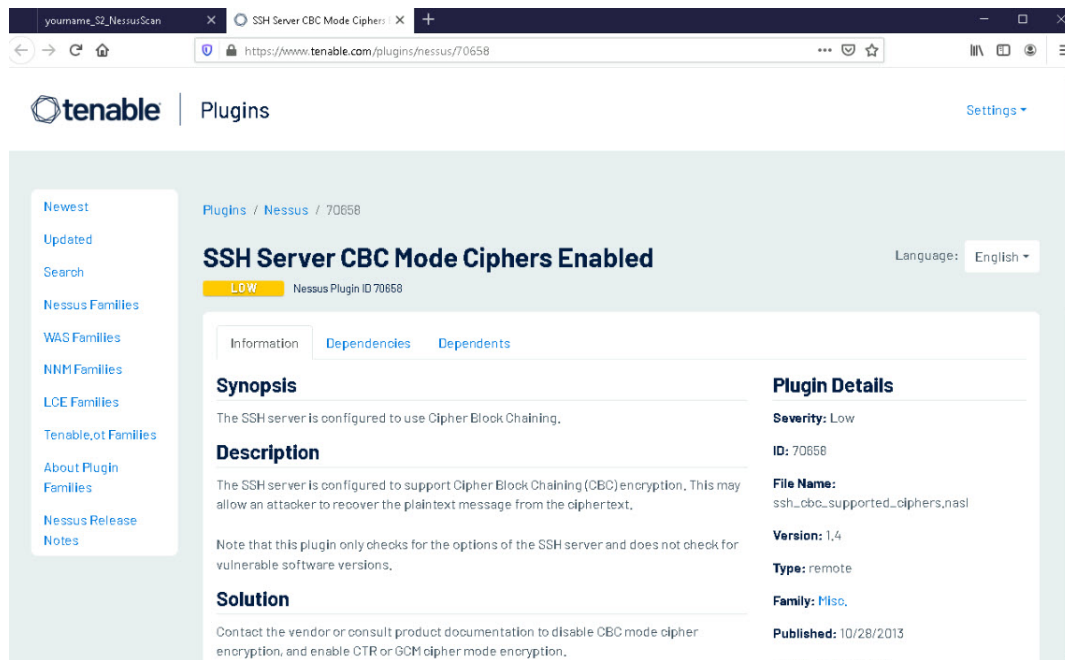 yourname_S2_NessusScan
SSH Server CBC Mode Ciphers
https://www.tenable.com/plugins/nessus/70658
tenable
Plugins
Settings
Newest
Updated
Search
Nessus Families
WAS Families
NNM Families
LCE Families
Tenable.ot Families
About Plugin
Families
Nessus Release
Notes
Plugins / Nessus / 70658
SSH Server CBC Mode Ciphers Enabled
Language: English
LOW Nessus Plugin ID 70658
Information Dependencies Dependents
Synopsis
The SSH server is configured to use Cipher Block Chaining.
Description
The SSH server is configured to support Cipher Block Chaining (CBC) encryption. This may
allow an attacker to recover the plaintext message from the ciphertext.
Note that this plugin only checks for the options of the SSH server and does not check for
vulnerable software versions.
Solution
Contact the vendor or consult product documentation to disable CBC mode cipher
encryption, and enable CTR or GCM cipher mode encryption.
Plugin Details
Severity: Low
ID: 70658
File Name:
ssh_cbc_supported_ciphers.nasl
Version: 1.4
Type: remote
Family: Misc.
Published: 10/28/2013